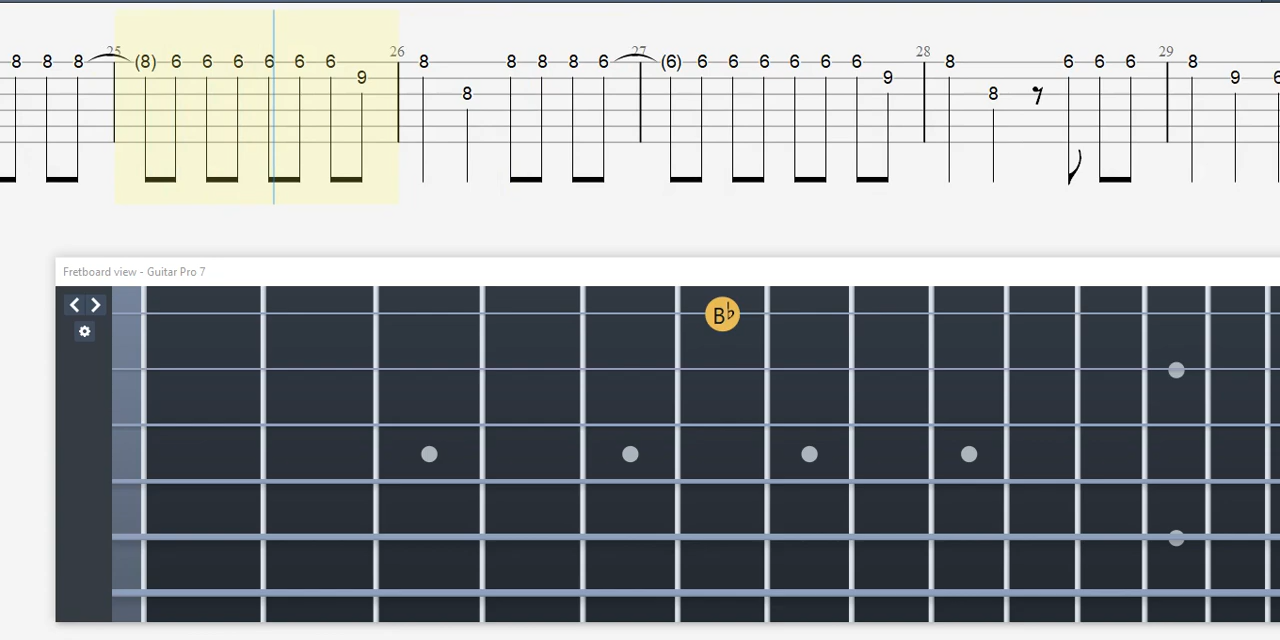 25 26 27 28 29
8 8 8 (8) 6 6 6 6 6 6 8 8 8 8 6 (6) 6 6 6 6 6 6 8 6 6 6 8
9 9 9 6
8 8
Fretboard view - Guitar Pro 7
B♭